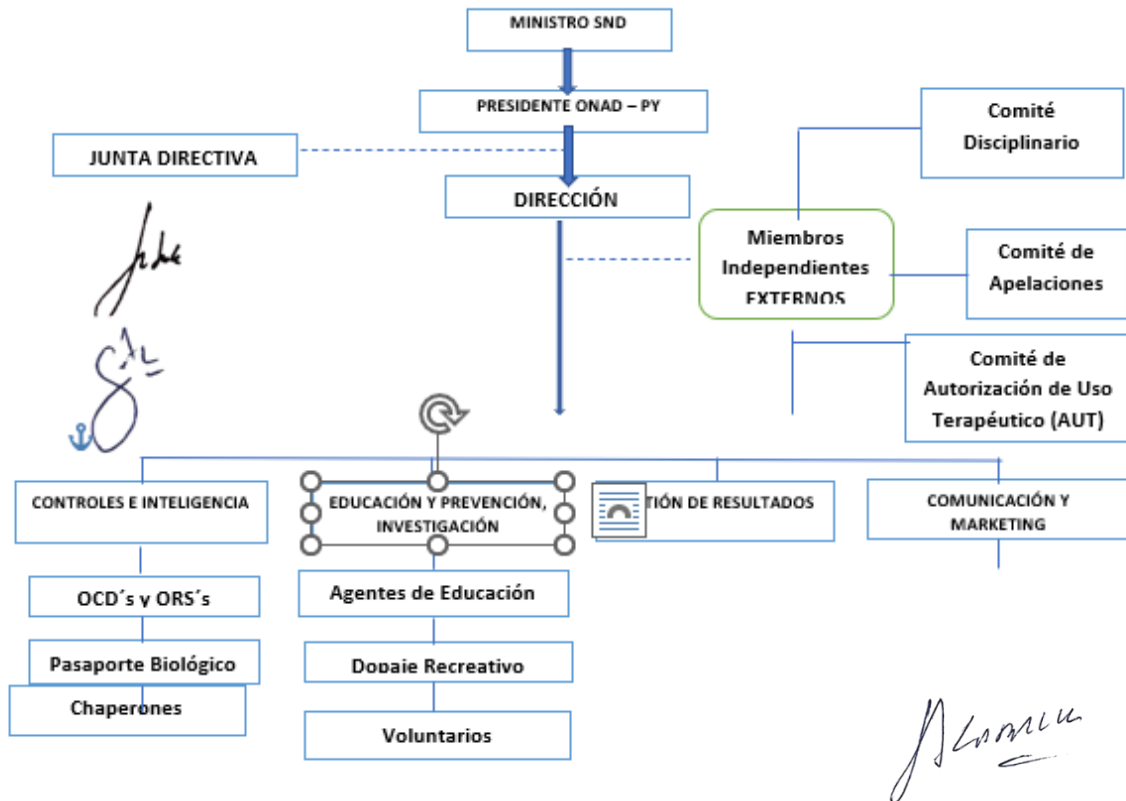 MINISTRO SND
PRESIDENTE ONAD – PY
JUNTA DIRECTIVA
DIRECCIÓN
Comité
Disciplinario
Miembros
Independientes
EXTERNOS
Comité de
Apelaciones
Comité de
Autorización de Uso
Terapéutico (AUT)
CONTROLES E INTELIGENCIA
EDUCACIÓN Y PREVENCIÓN,
INVESTIGACIÓN
TIÓN DE RESULTADOS
COMUNICACIÓN Y
MARKETING
OCD´s y ORS´s
Pasaporte Biológico
Chaperones
Agentes de Educación
Dopaje Recreativo
Voluntarios